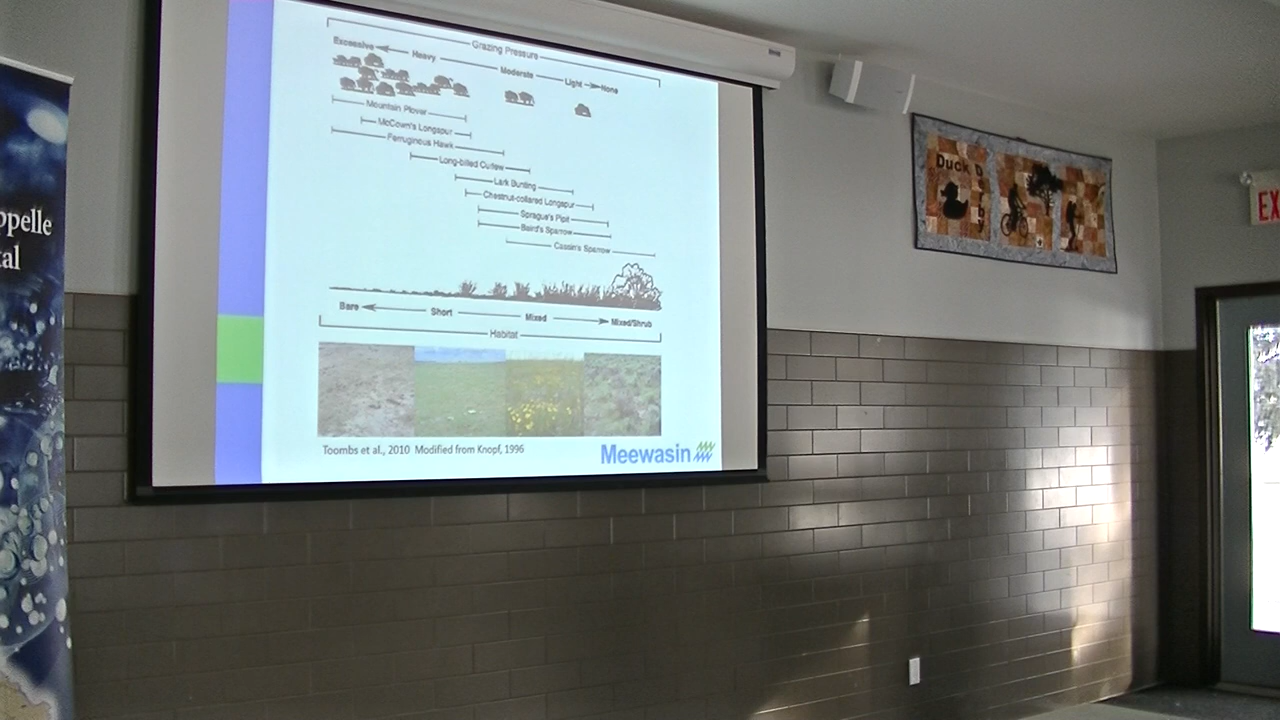 Grazing Pressure
Excessive Heavy Moderate Light None
Mountain Plover
McCown's Longspur
Ferruginous Hawk
Long-billed Curlew
Lark Bunting
Chestnut-collared Longspur
Sprague's Pipit
Baird's Sparrow
Cassin's Sparrow
Bare Short Mixed Mixed/Shrub
Habitat
Toombs et al., 2010 Modified from Knopf, 1996
Meewasin
ppelle
tal
Duck
Derby
EX